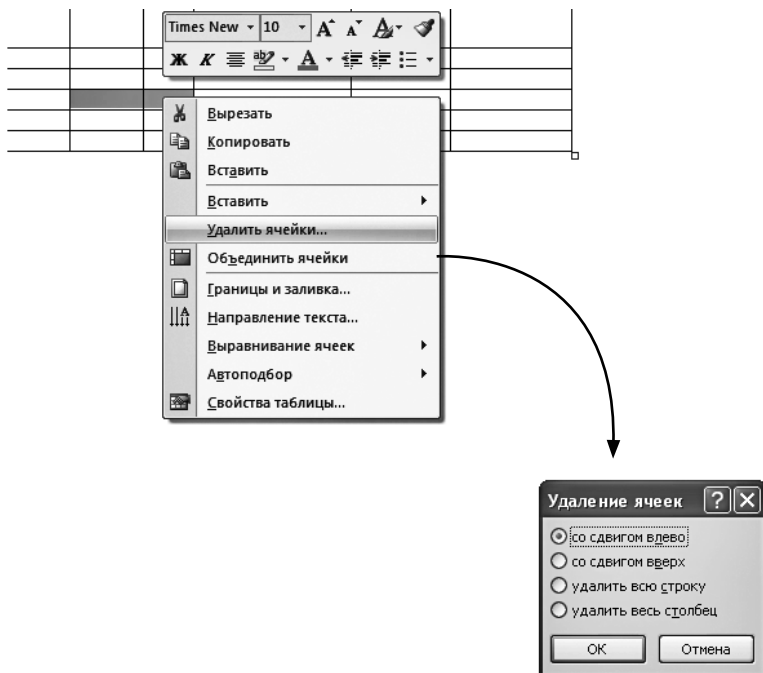 Times New 10 A A A
Ж К ab A
Вырезать
Копировать
Вставить
Вставить
Удалить ячейки...
Объединить ячейки
Границы и заливка...
Направление текста...
Выравнивание ячеек
Автоподбор
Свойства таблицы...
Удаление ячеек ? X
со сдвигом влево
со сдвигом вверх
удалить всю строку
удалить весь столбец
ОК Отмена